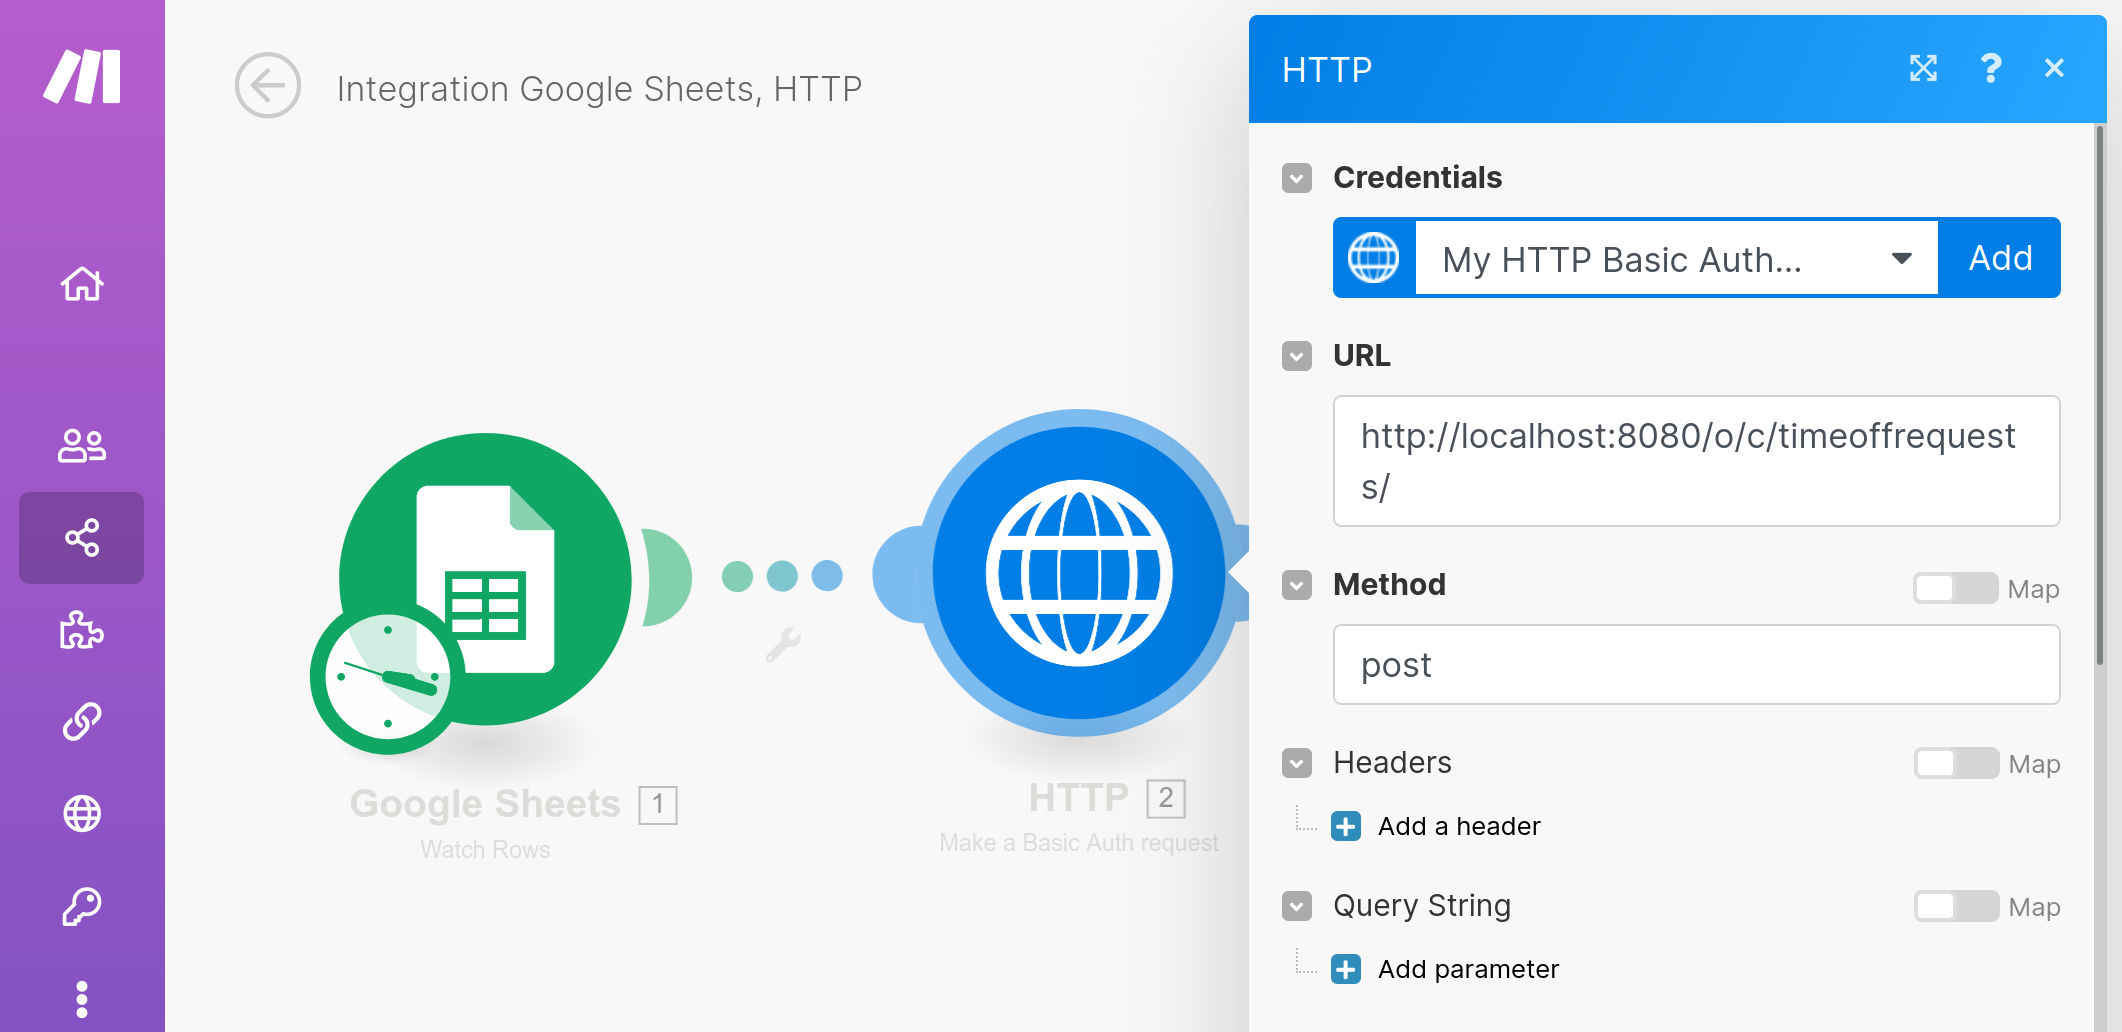 Integration Google Sheets, HTTP
HTTP
Credentials
My HTTP Basic Auth...
Add
URL
http://localhost:8080/o/c/timeoffrequest
s/
Method
Map
post
Headers
Map
Add a header
Query String
Map
Add parameter
Google Sheets 1
Watch Rows
HTTP 2
Make a Basic Auth request